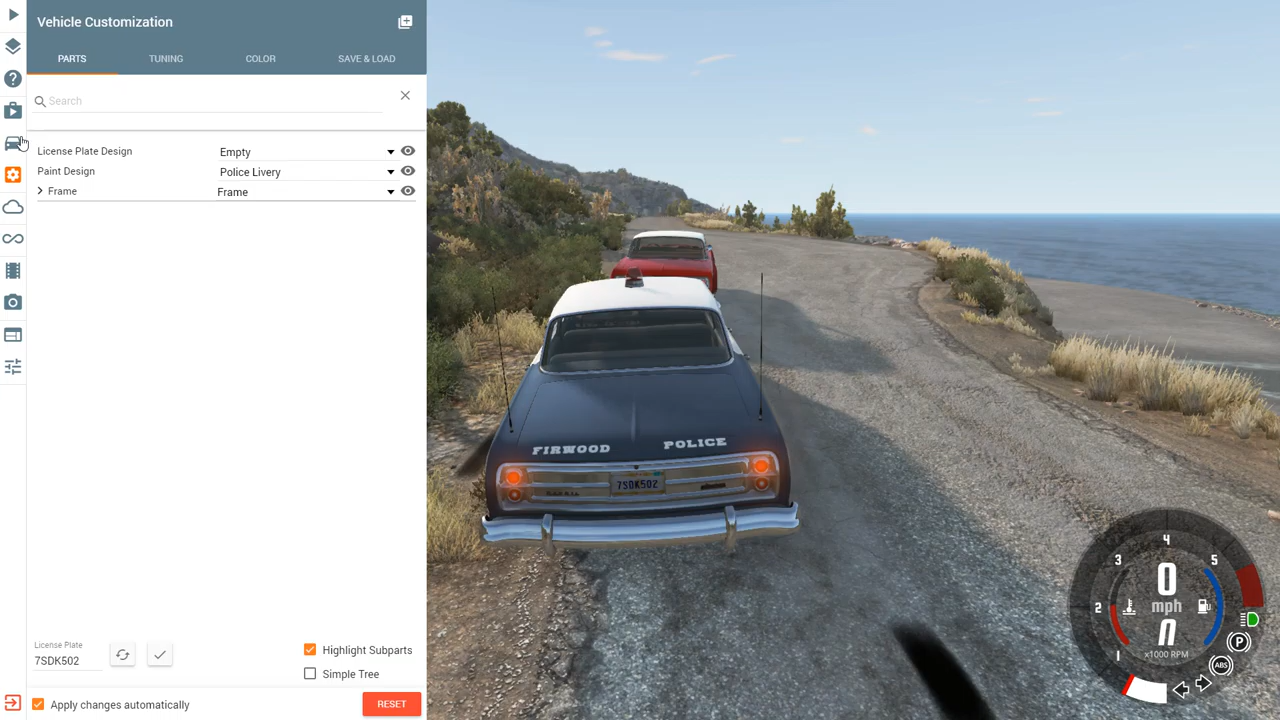 Vehicle Customization
PARTS TUNING COLOR SAVE & LOAD
Search
License Plate Design Empty
Paint Design Police Livery
Frame Frame
FIRWOOD POLICE
7SDK502
License Plate
7SDK502
Highlight Subparts
Simple Tree
Apply changes automatically
RESET
1 2 3 4 5
0
mph
n
x1000 RPM
P
ABS